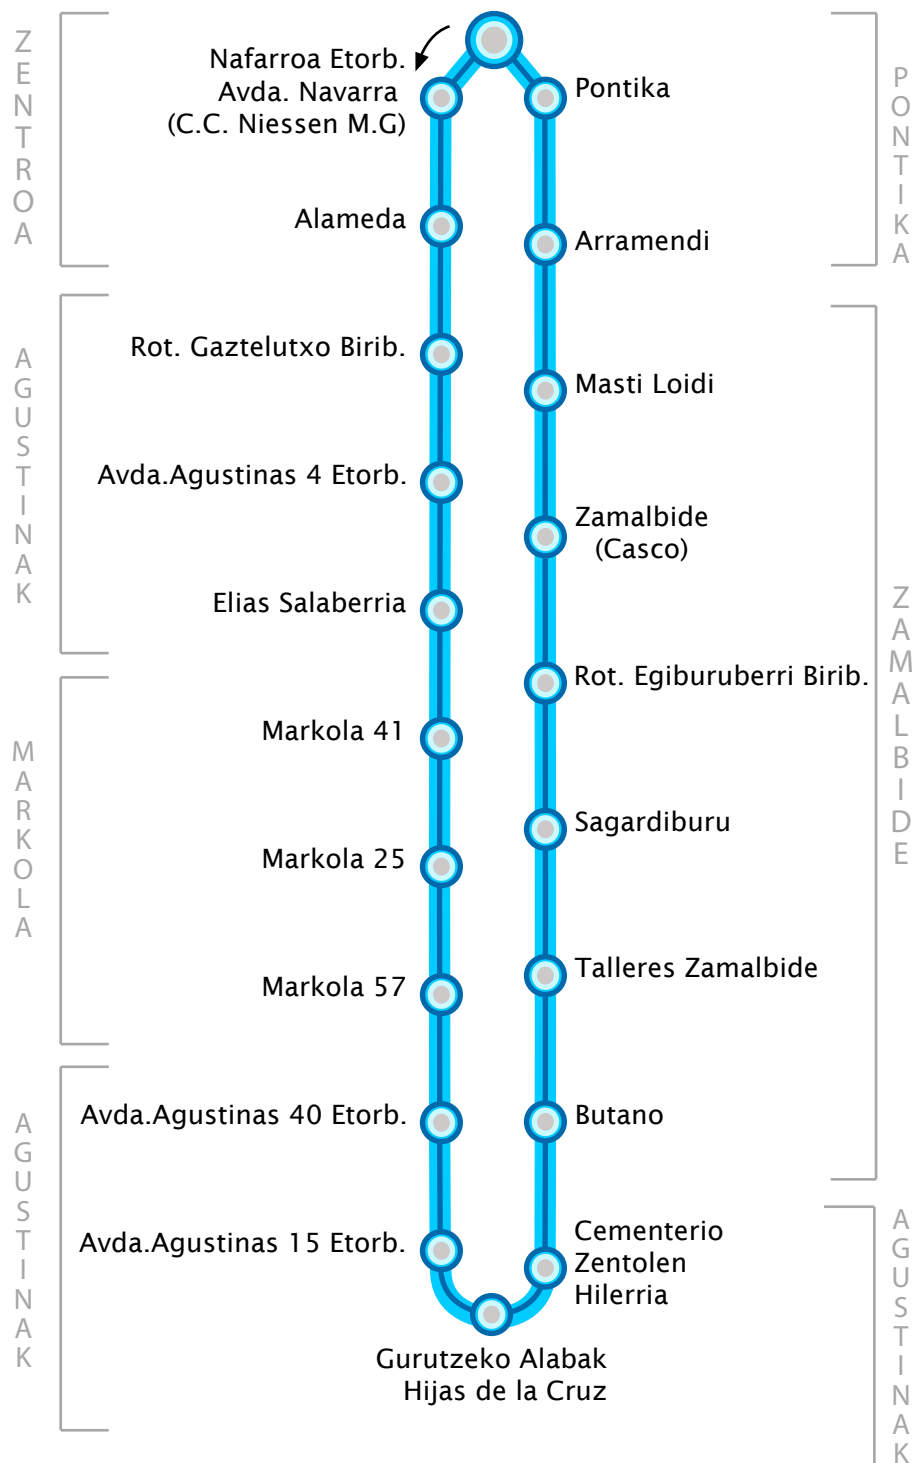 ZENTROA
Nafarroa Etorb.
Avda. Navarra
(C.C. Niessen M.G)
Alameda
AGUSTINAK
Rot. Gaztelutxo Birib.
Avda.Agustinas 4 Etorb.
Elias Salaberria
MARKOLA
Markola 41
Markola 25
Markola 57
AGUSTINAK
Avda.Agustinas 40 Etorb.
Avda.Agustinas 15 Etorb.
Gurutzeko Alabak
Hijas de la Cruz
PONTIKA
Pontika
Arramendi
ZAMALBIDE
Masti Loidi
Zamalbide
(Casco)
Rot. Egiburuberri Birib.
Sagardiburu
Talleres Zamalbide
Butano
AGUSTINAK
Cementerio
Zentolen
Hilerria